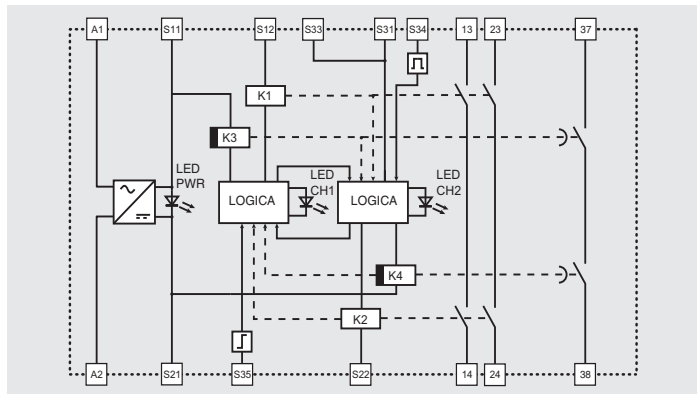 A1 S11 S12 S33 S31 S34 13 23 37
K1
K3
LED
PWR
LED
CH1
LED
CH2
LOGICA
LOGICA
K4
K2
A2 S21 S35 S22 14 24 38